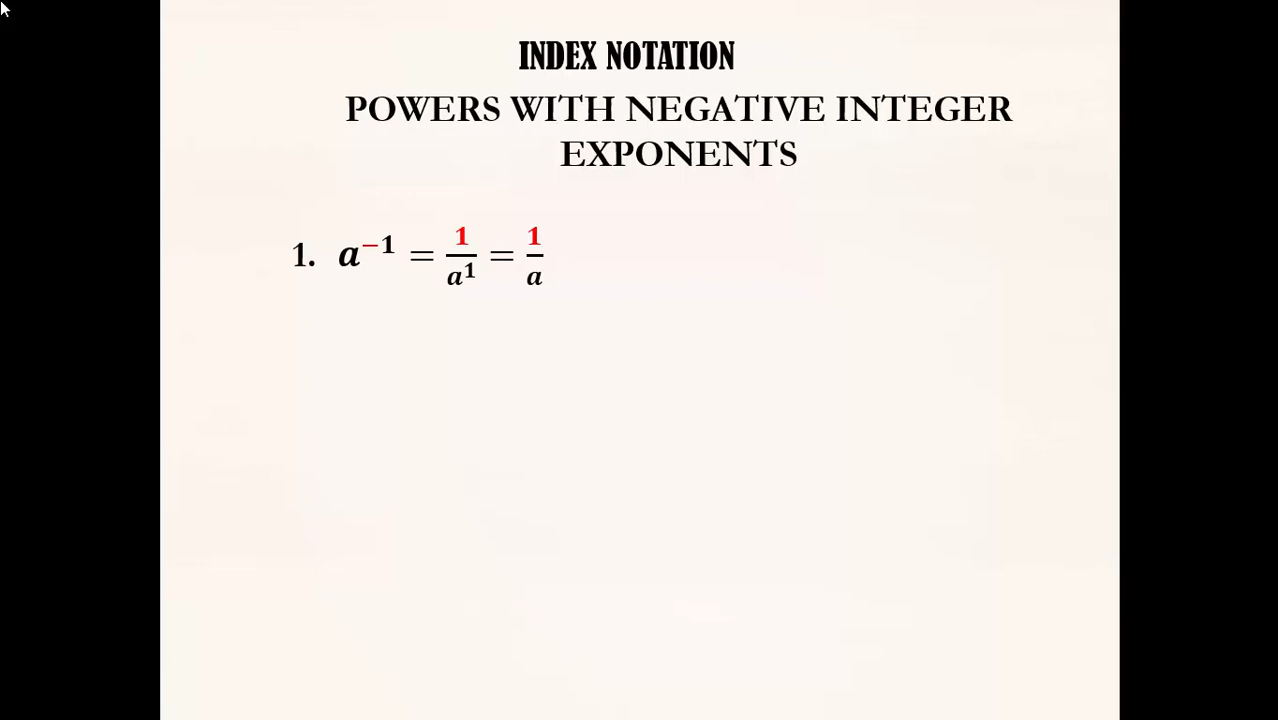 INDEX NOTATION
POWERS WITH NEGATIVE INTEGER
EXPONENTS
1. a⁻¹ = 1/a¹ = 1/a